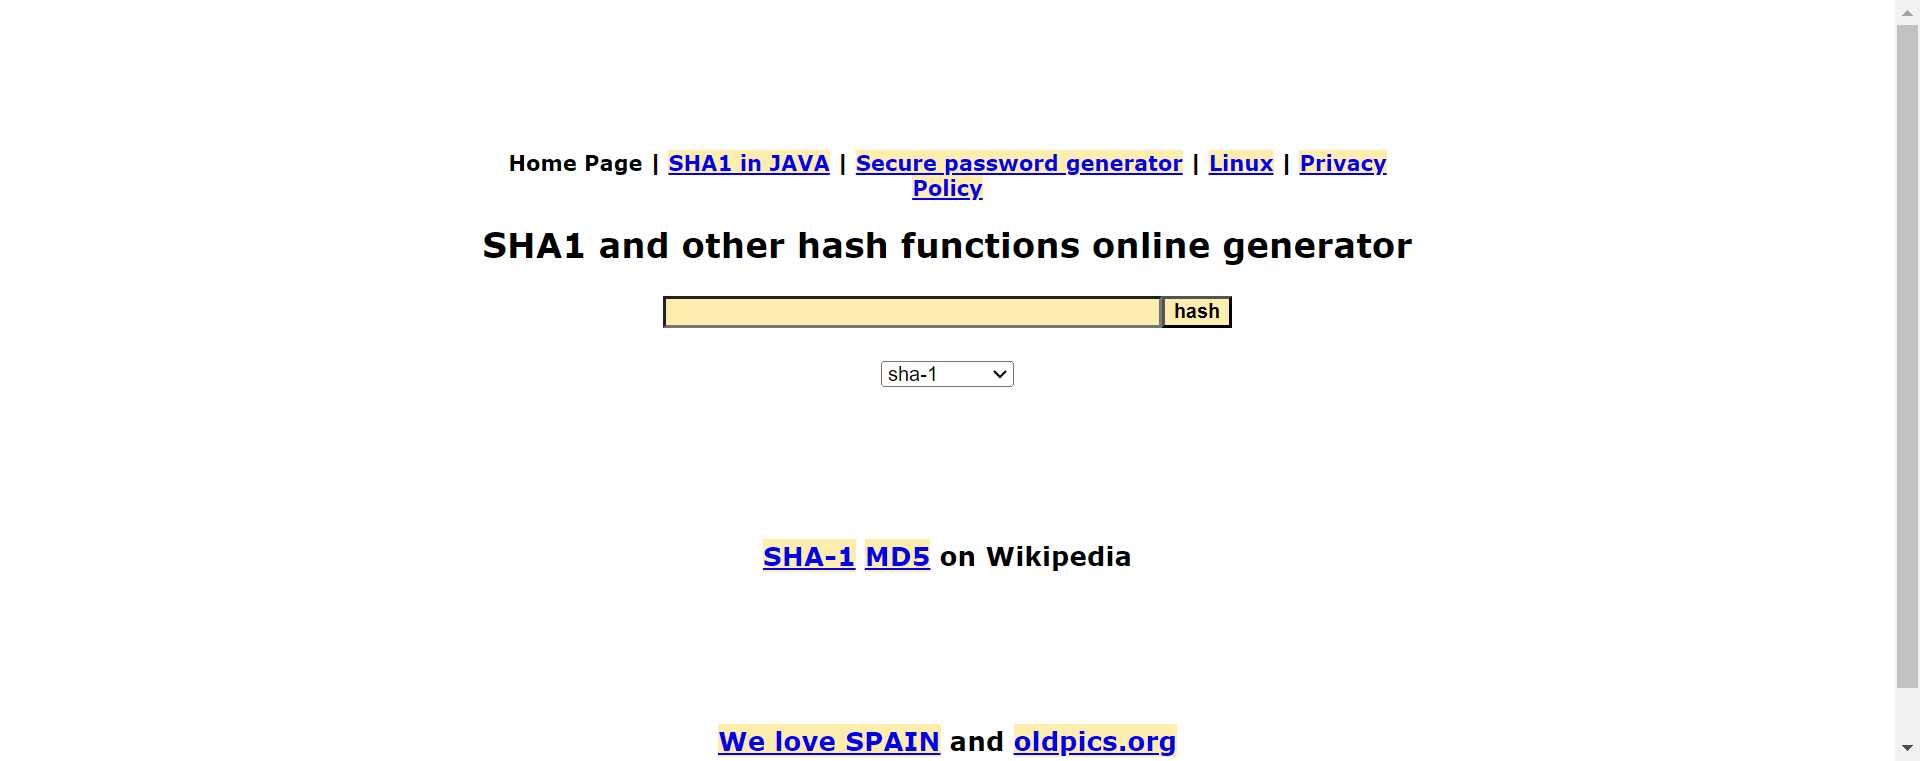 Home Page | SHA1 in JAVA | Secure password generator | Linux | Privacy
Policy
SHA1 and other hash functions online generator
hash
sha-1
SHA-1 MD5 on Wikipedia
We love SPAIN and oldpics.org